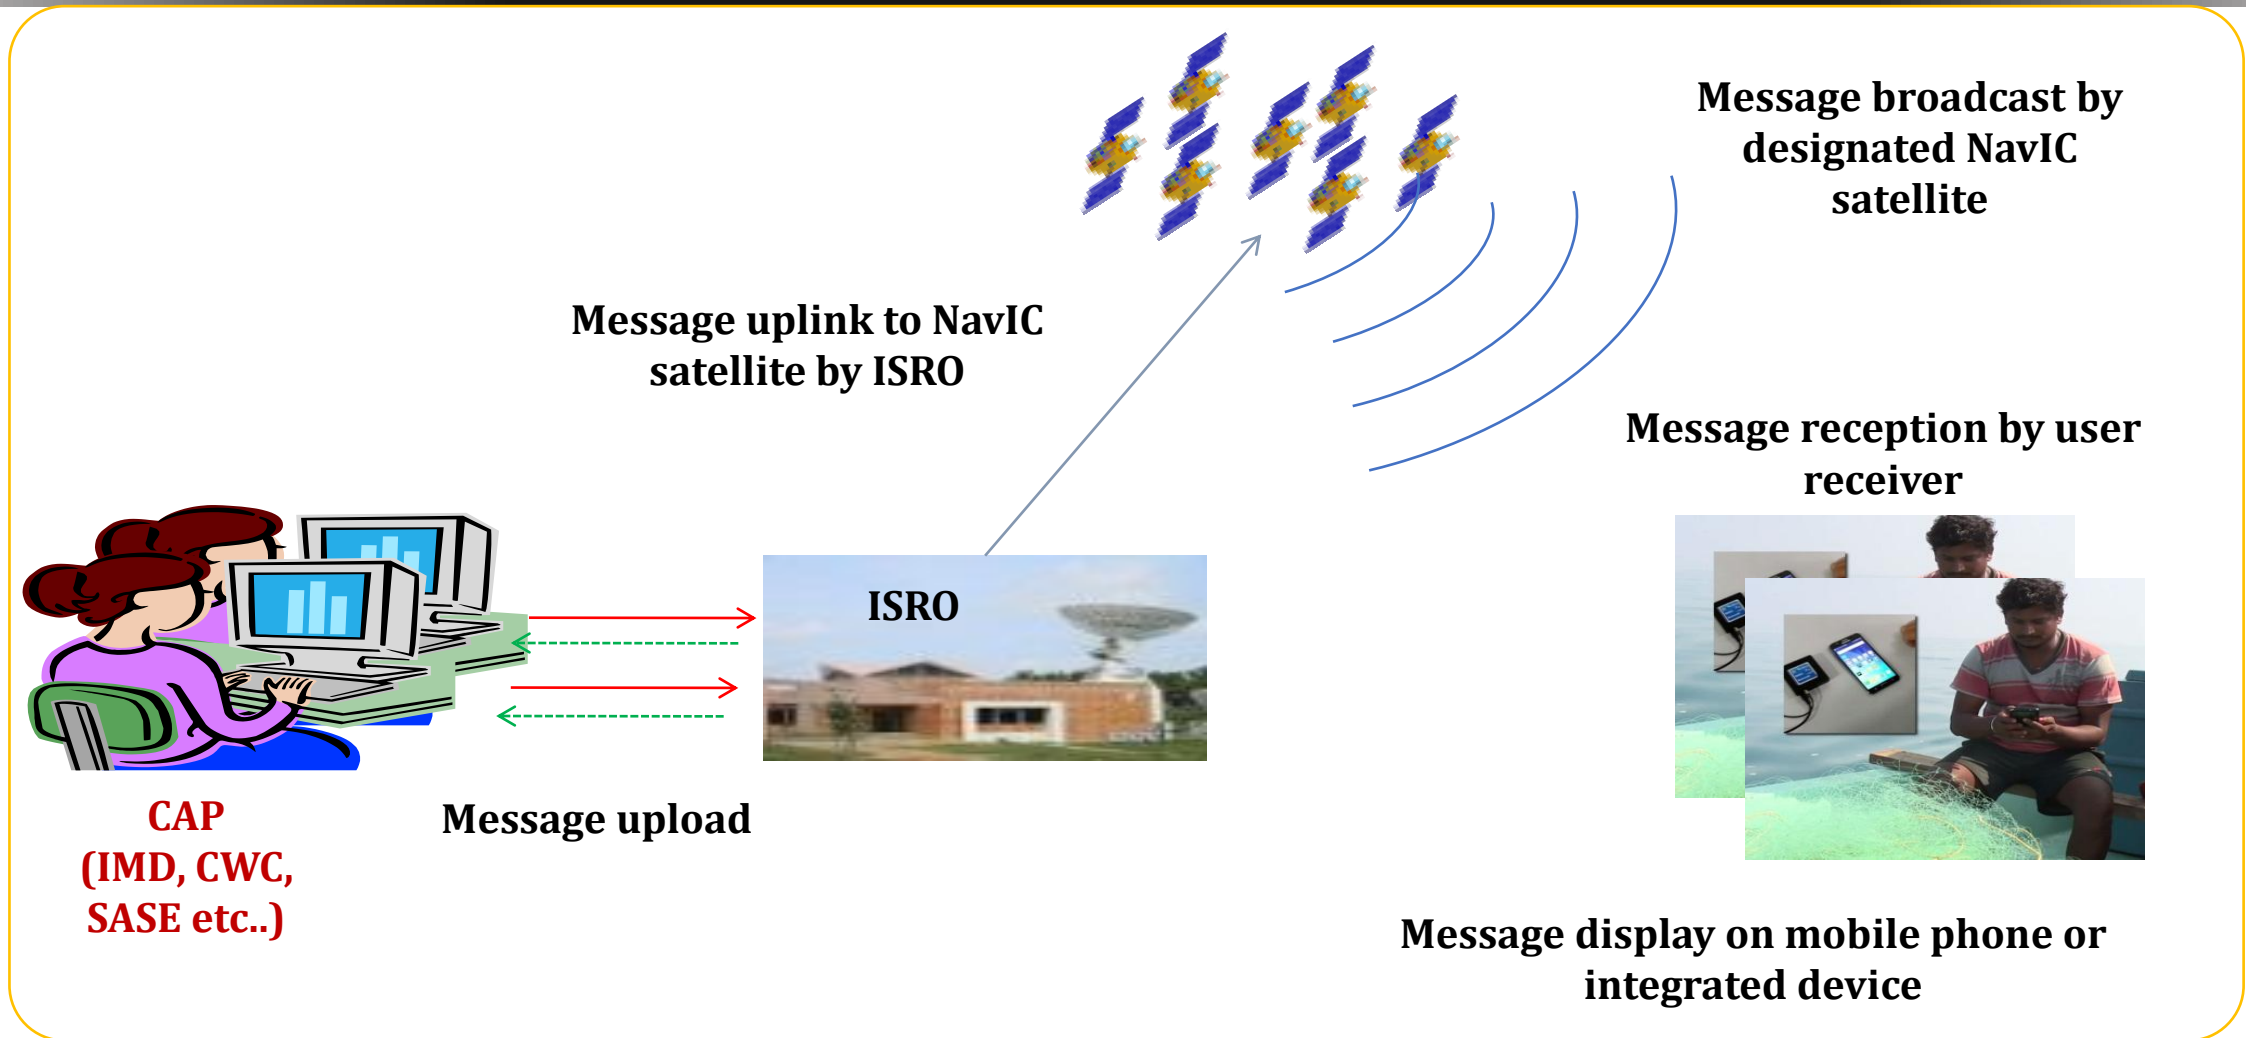 Message broadcast by
designated NavIC
satellite
Message uplink to NavIC
satellite by ISRO
Message reception by user
receiver
ISRO
CAP
(IMD, CWC,
SASE etc..)
Message upload
Message display on mobile phone or
integrated device